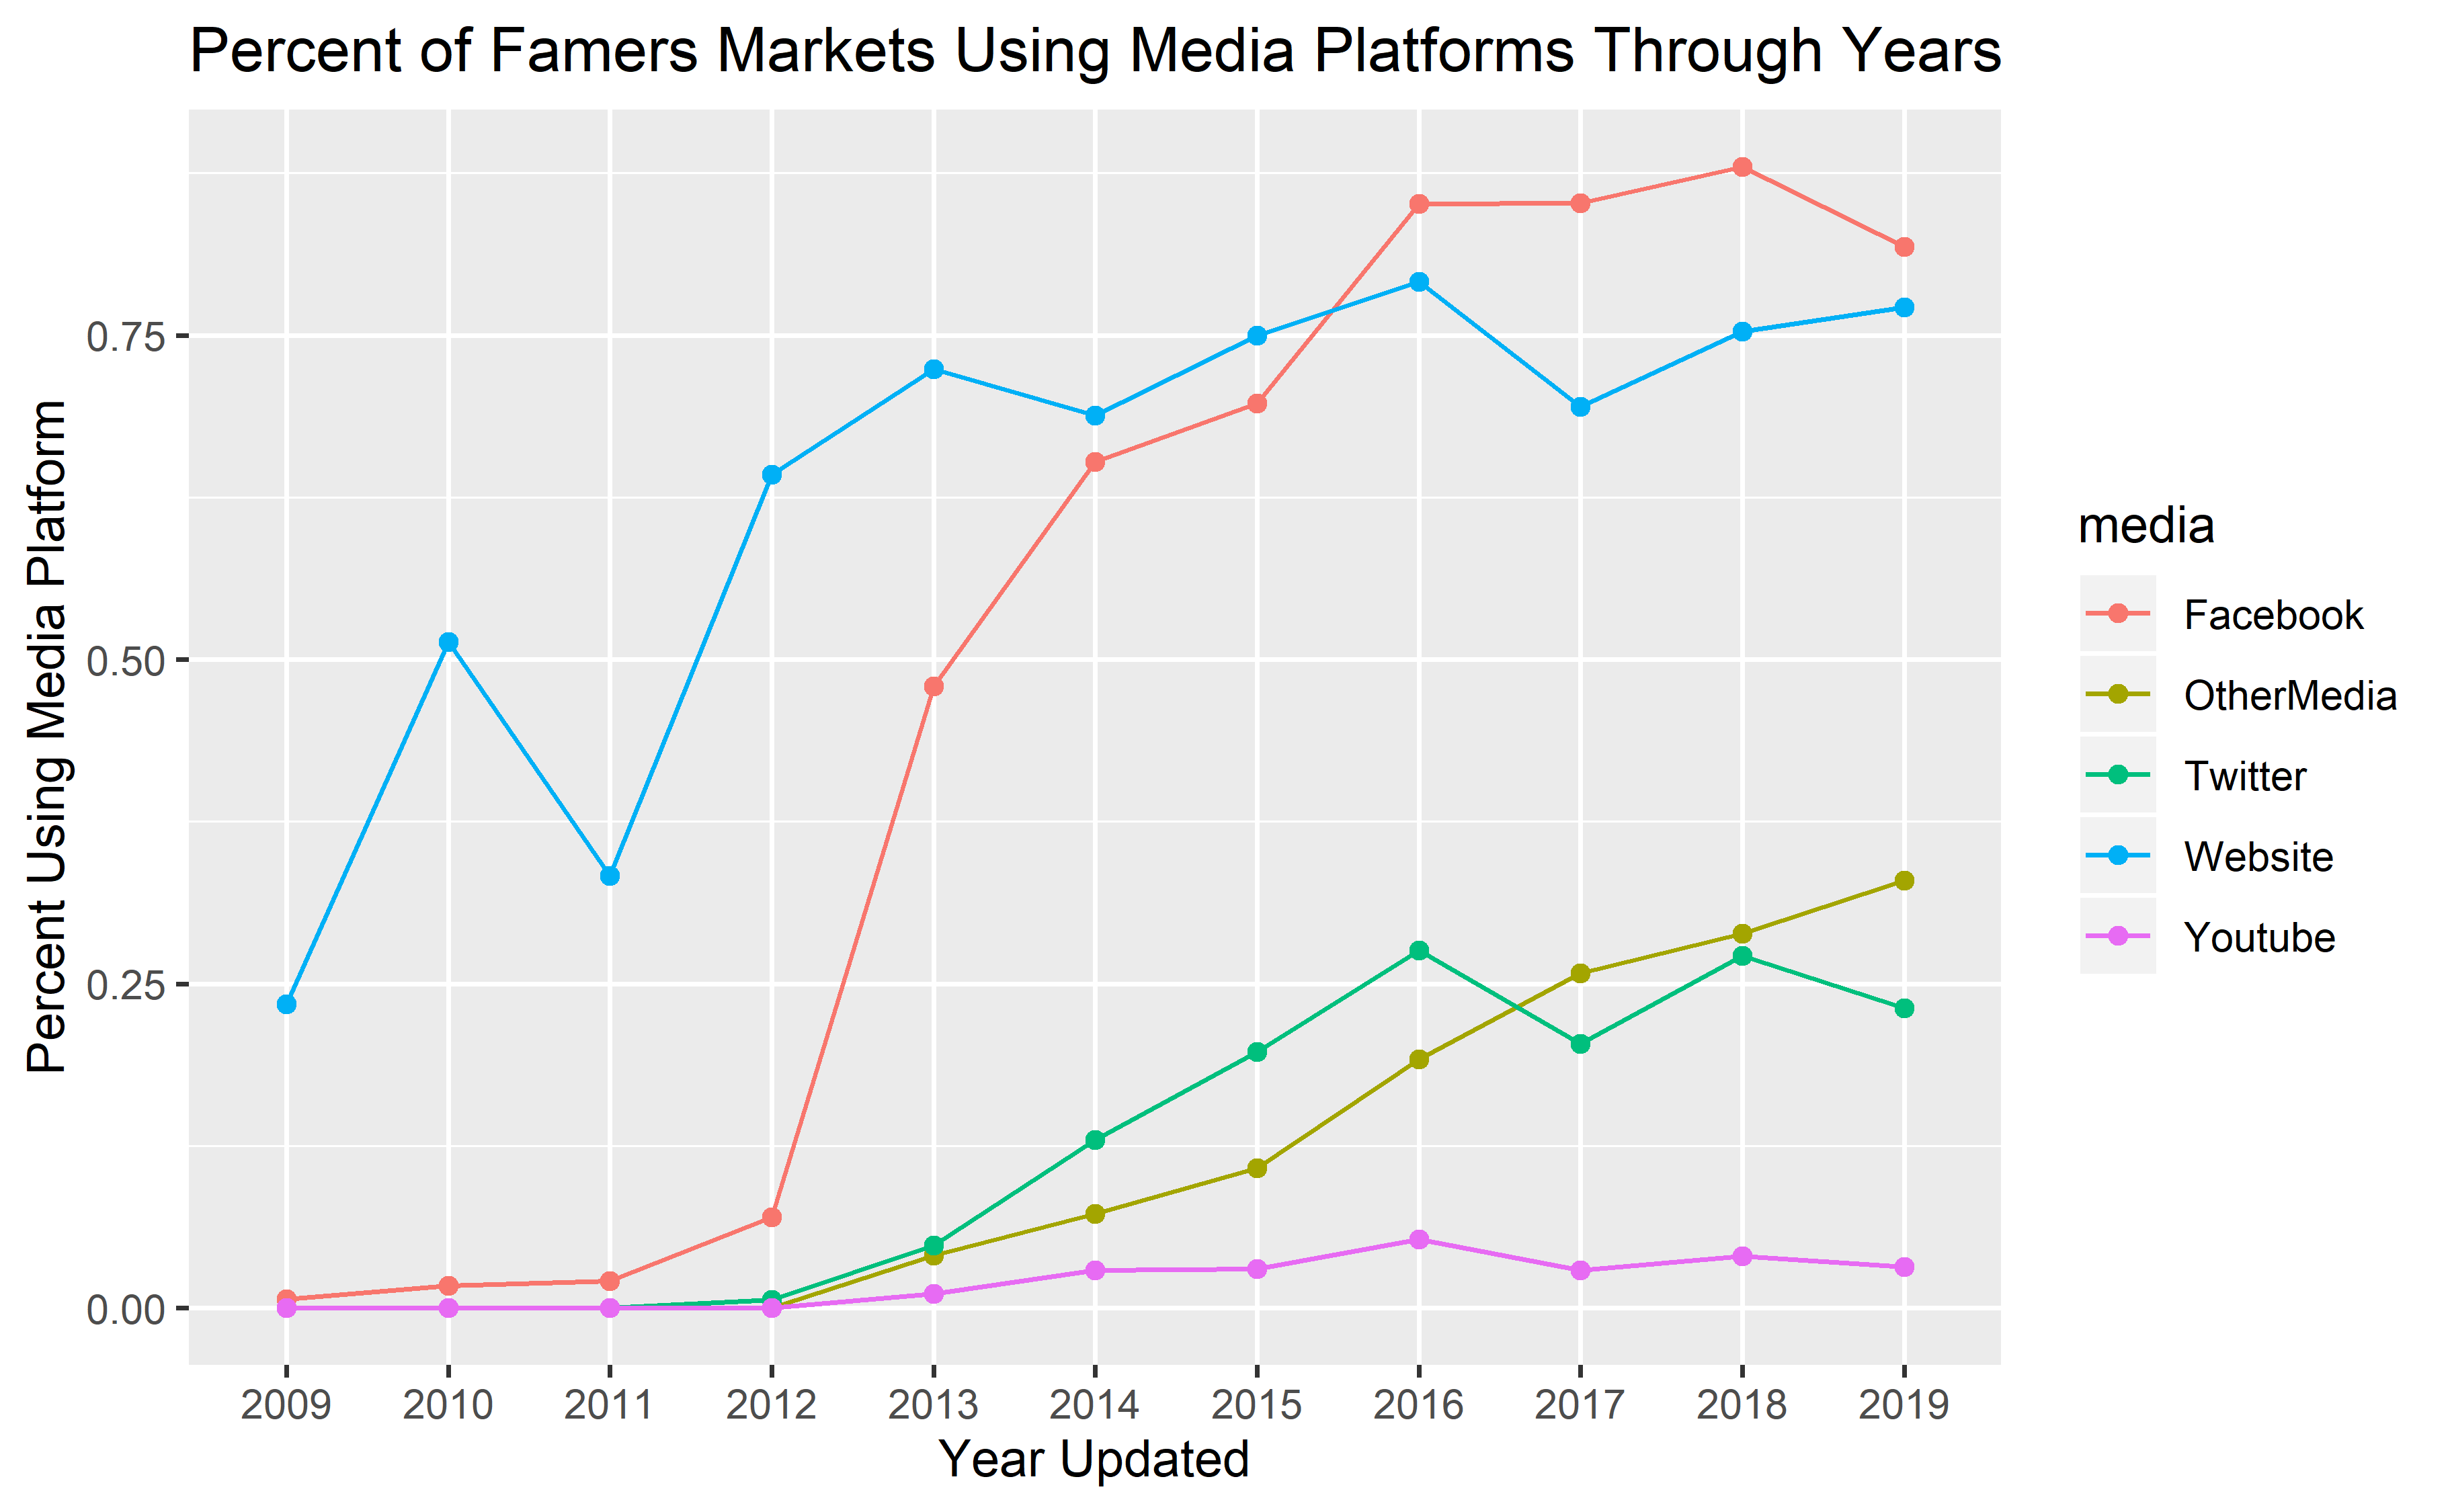 Percent of Famers Markets Using Media Platforms Through Years
Percent Using Media Platform
0.75
0.50
0.25
0.00
2009 2010 2011 2012 2013 2014 2015 2016 2017 2018 2019
Year Updated
media
Facebook
OtherMedia
Twitter
Website
Youtube